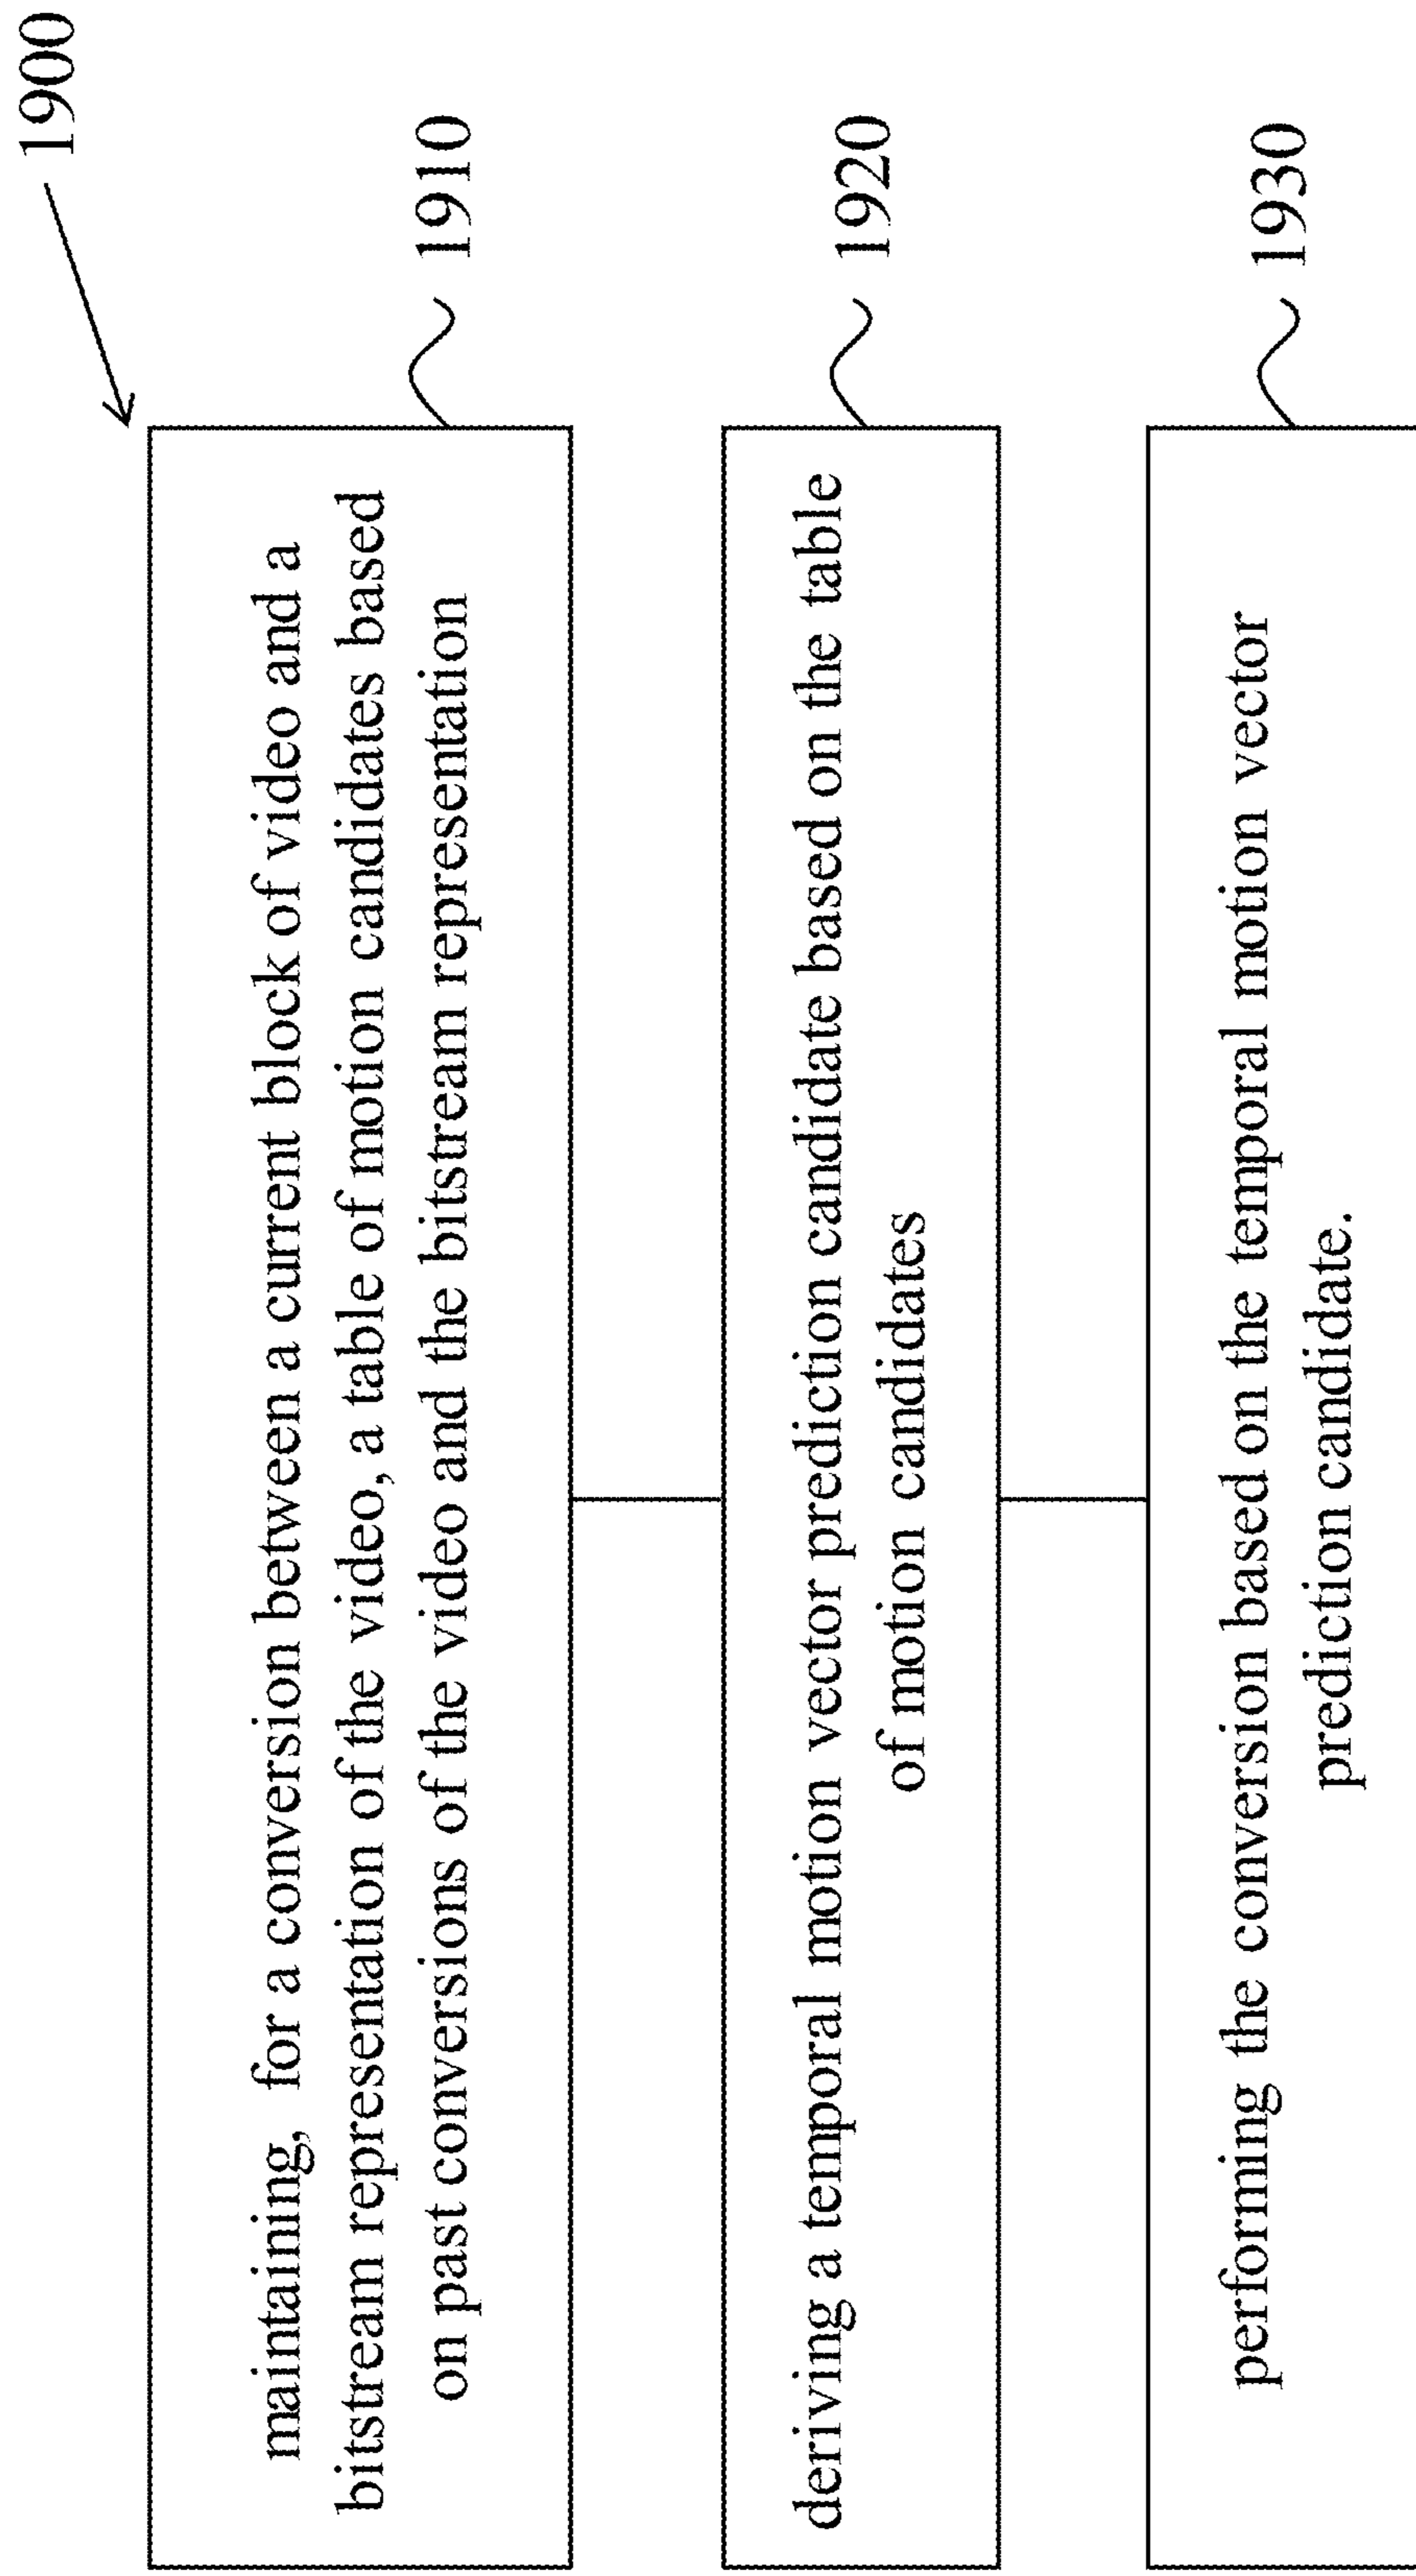 1900
maintaining, for a conversion between a current block of video and a
bitstream representation of the video, a table of motion candidates based
on past conversions of the video and the bitstream representation
1910
deriving a temporal motion vector prediction candidate based on the table
of motion candidates
1920
performing the conversion based on the temporal motion vector
prediction candidate.
1930